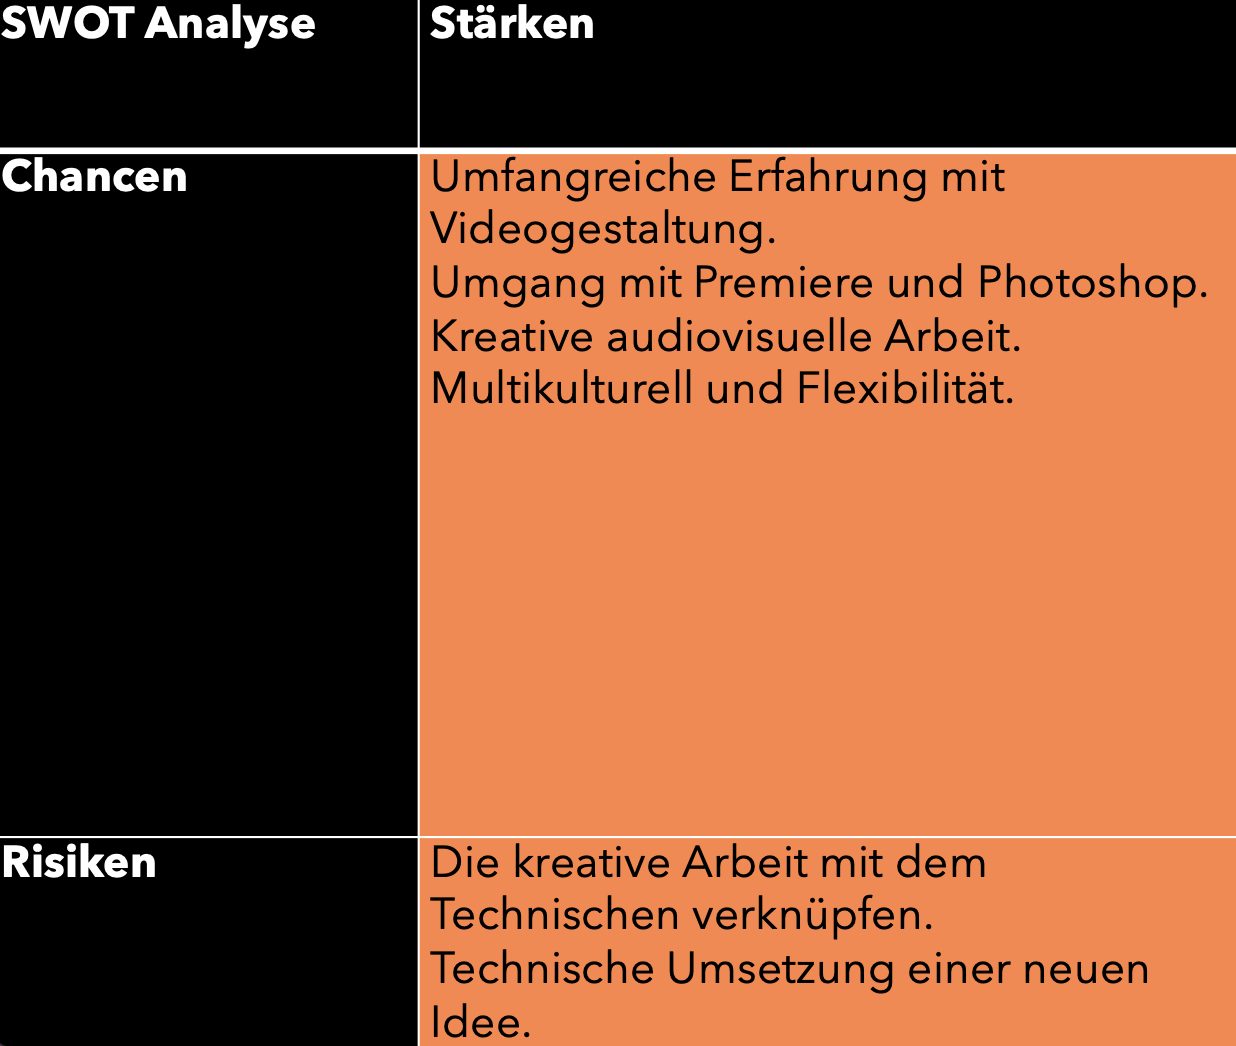 SWOT Analyse
Stärken
Chancen
Umfangreiche Erfahrung mit
Videogestaltung.
Umgang mit Premiere und Photoshop.
Kreative audiovisuelle Arbeit.
Multikulturell und Flexibilität.
Risiken
Die kreative Arbeit mit dem
Technischen verknüpfen.
Technische Umsetzung einer neuen
Idee.